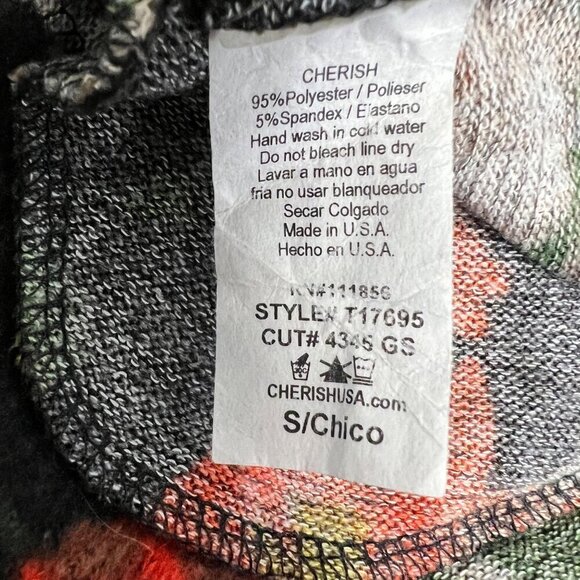 CHERISH
95%Polyester / Polieser
5%Spandex / Elastano
Hand wash in cold water
Do not bleach line dry
Lavar a mano en agua
fria no usar blanqueador
Secar Colgado
Made in U.S.A.
Hecho en U.S.A.
RN#111856
STYLE# T17695
CUT# 4345 GS
CHERISHUSA.com
S/Chico